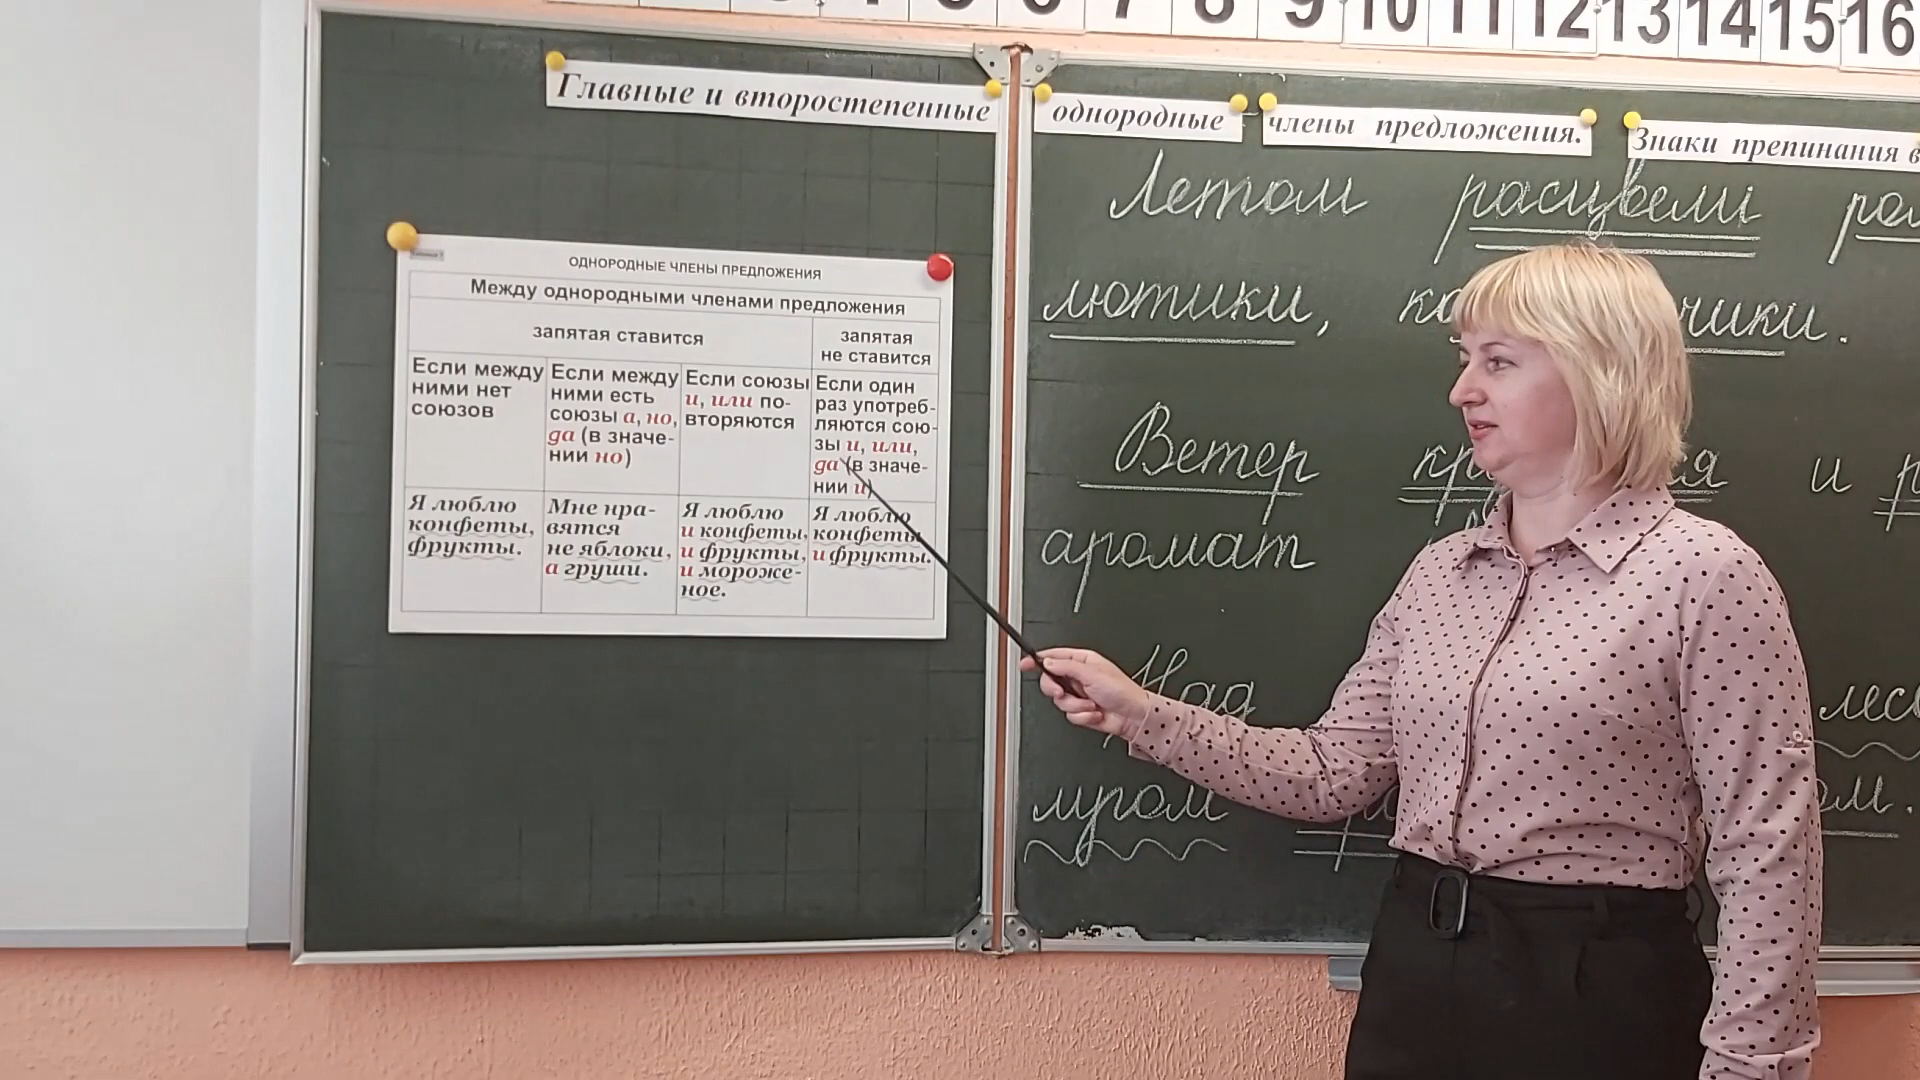 10 11 12 13 14 15 16
Главные и второстепенные однородные члены предложения. Знаки препинания в
ОДНОРОДНЫЕ ЧЛЕНЫ ПРЕДЛОЖЕНИЯ
Между однородными членами предложения
запятая ставится
запятая
не ставится
Если между
ними нет
союзов
Если между
ними есть
союзы а, но,
да (в значе-
нии но)
Если союзы
и, или по-
вторяются
Если один
раз употреб-
ляются сою-
зы и, или,
да (в значе-
нии и)
Я люблю
конфеты,
фрукты.
Мне нра-
вятся
не яблоки,
а груши.
Я люблю
и конфеты,
и фрукты,
и мороже-
ное.
Я люблю
конфеты
и фрукты.
Летом расцвели
лютики,
Ветер и
аромат
Над